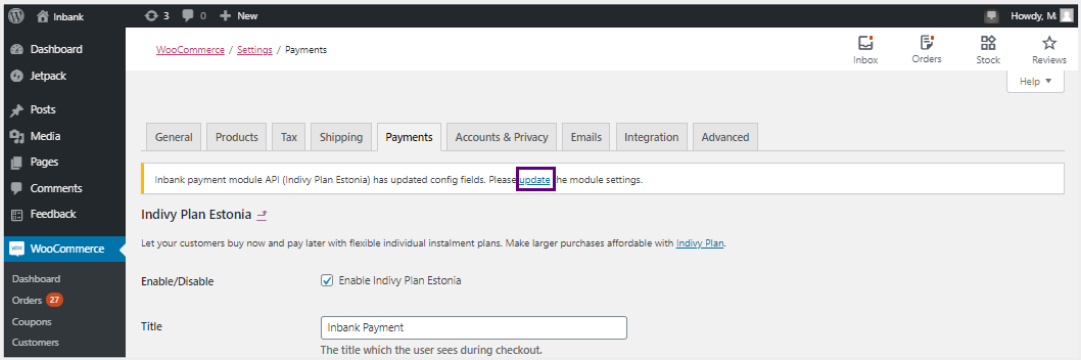 Inbank 3 0 New Howdy, M
Dashboard
Jetpack
Posts
Media
Pages
Comments
Feedback
WooCommerce
Dashboard
Orders 27
Coupons
Customers
WooCommerce / Settings / Payments
Inbox Orders Stock Reviews
Help
General Products Tax Shipping Payments Accounts & Privacy Emails Integration Advanced
Inbank payment module API (Indivy Plan Estonia) has updated config fields. Please update the module settings.
Indivy Plan Estonia
Let your customers buy now and pay later with flexible individual instalment plans. Make larger purchases affordable with Indivy Plan.
Enable/Disable Enable Indivy Plan Estonia
Title Inbank Payment
The title which the user sees during checkout.